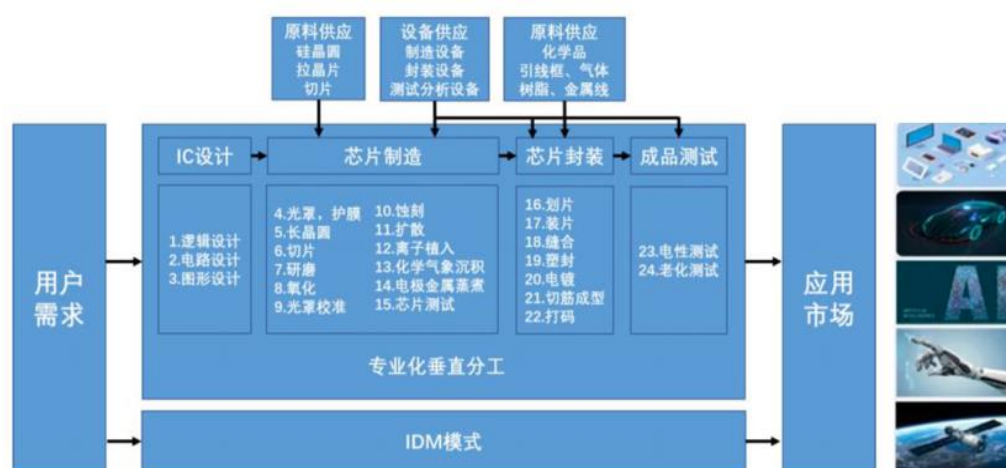 原料供应
硅晶圆
拉晶片
切片
设备供应
制造设备
封装设备
测试分析设备
原料供应
化学品
引线框、气体
树脂、金属线
用户
需求
IC设计
芯片制造
芯片封装
成品测试
1.逻辑设计
2.电路设计
3.图形设计
4.光罩，护膜
5.长晶圆
6.切片
7.研磨
8.氧化
9.光罩校准
10.蚀刻
11.扩散
12.离子植入
13.化学气象沉积
14.电极金属蒸煮
15.芯片测试
16.划片
17.装片
18.缝合
19.塑封
20.电镀
21.切筋成型
22.打码
23.电性测试
24.老化测试
专业化垂直分工
IDM模式
应用
市场